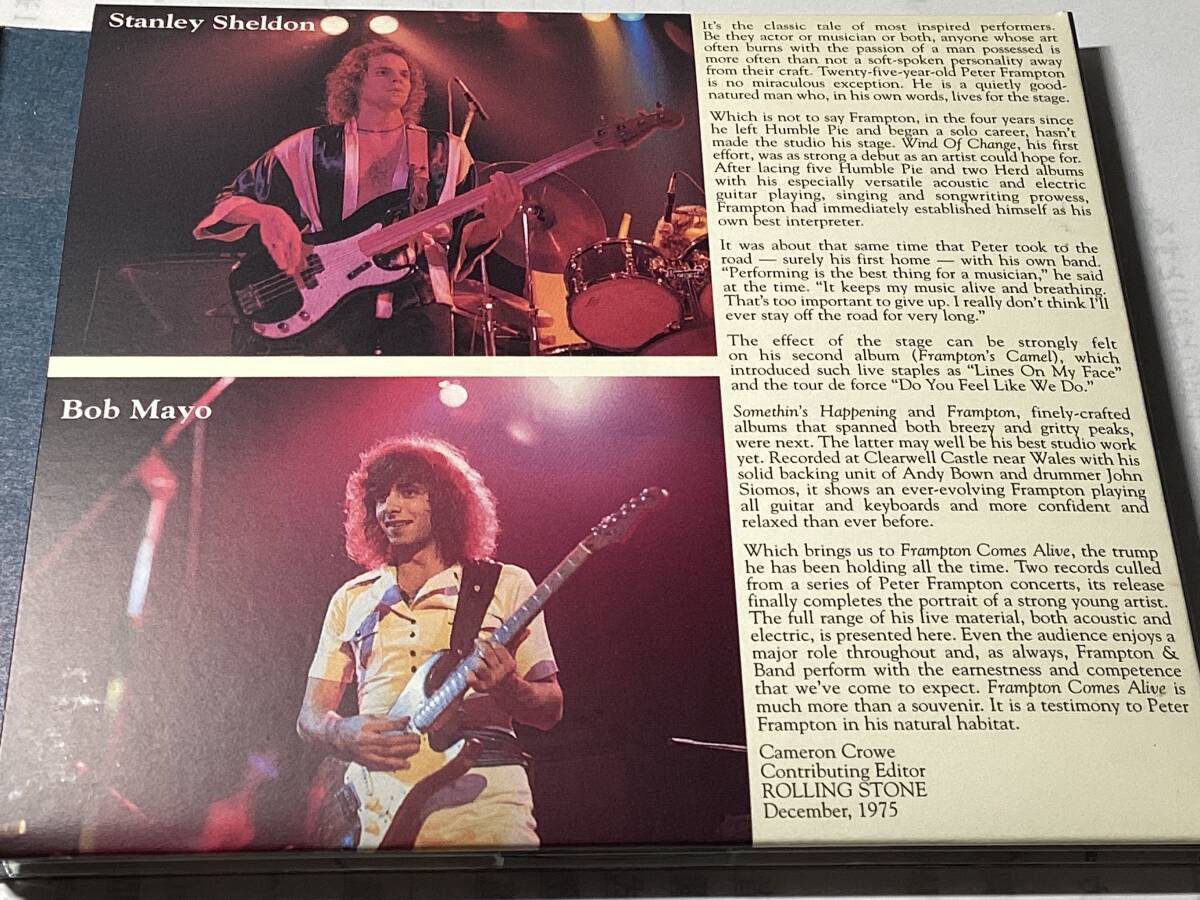 Stanley Sheldon
Bob Mayo
It's the classic tale of most inspired performers.
Be they actor or musician or both, anyone whose art
often burns with the passion of a man possessed is
more often than not a soft-spoken personality away
from their craft. Twenty-five-year-old Peter Frampton
is no miraculous exception. He is a quietly good-
natured man who, in his own words, lives for the stage.
Which is not to say Frampton, in the four years since
he left Humble Pie and began a solo career, hasn't
made the studio his stage. Wind Of Change, his first
effort, was as strong a debut as an artist could hope for.
After lacing five Humble Pie and two Herd albums
with his especially versatile acoustic and electric
guitar playing, singing and songwriting prowess,
Frampton had immediately established himself as his
own best interpreter.
It was about that same time that Peter took to the
road — surely his first home — with his own band.
"Performing is the best thing for a musician," he said
at the time. "It keeps my music alive and breathing.
That's too important to give up. I really don't think I'll
ever stay off the road for very long."
The effect of the stage can be strongly felt
on his second album (Frampton's Camel), which
introduced such live staples as "Lines On My Face"
and the tour de force "Do You Feel Like We Do."
Somethin's Happening and Frampton, finely-crafted
albums that spanned both breezy and gritty peaks,
were next. The latter may well be his best studio work
yet. Recorded at Clearwell Castle near Wales with his
solid backing unit of Andy Bown and drummer John
Siomos, it shows an ever-evolving Frampton playing
all guitar and keyboards and more confident and
relaxed than ever before.
Which brings us to Frampton Comes Alive, the trump
he has been holding all the time. Two records culled
from a series of Peter Frampton concerts, its release
finally completes the portrait of a strong young artist.
The full range of his live material, both acoustic and
electric, is presented here. Even the audience enjoys a
major role throughout and, as always, Frampton &
Band perform with the earnestness and competence
that we've come to expect. Frampton Comes Alive is
much more than a souvenir. It is a testimony to Peter
Frampton in his natural habitat.
Cameron Crowe
Contributing Editor
ROLLING STONE
December, 1975